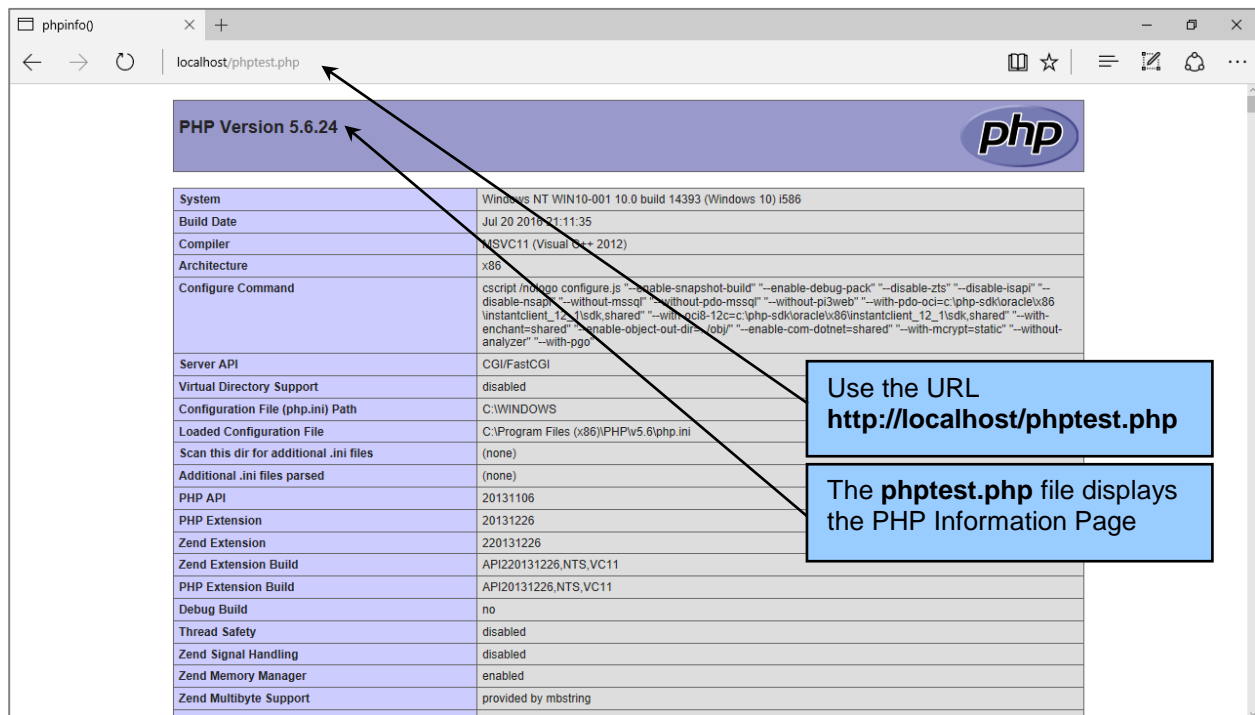 phpinfo()
localhost/phptest.php
PHP Version 5.6.24
php
System Windows NT WIN10-001 10.0 build 14393 (Windows 10) i586
Build Date Jul 20 2016 21:11:35
Compiler MSVC11 (Visual C++ 2012)
Architecture x86
Configure Command cscript /nologo configure.js "--enable-snapshot-build" "--enable-debug-pack" "--disable-zts" "--disable-isapi" "--
disable-nsapi" "--without-mssql" "--without-pdo-mssql" "--without-pi3web" "--with-pdo-oci=c:\php-sdk\oracle\x86
\instantclient_12_1\sdk,shared" "--with-oci8-12c=c:\php-sdk\oracle\x86\instantclient_12_1\sdk,shared" "--with-
enchant=shared" "--enable-object-out-dir=../obj/" "--enable-com-dotnet=shared" "--with-mcrypt=static" "--without-
analyzer" "--with-pgo"
Server API CGI/FastCGI
Virtual Directory Support disabled
Configuration File (php.ini) Path C:\WINDOWS
Loaded Configuration File C:\Program Files (x86)\PHP\v5.6\php.ini
Scan this dir for additional .ini files (none)
Additional .ini files parsed (none)
PHP API 20131106
PHP Extension 20131226
Zend Extension 220131226
Zend Extension Build API220131226,NTS,VC11
PHP Extension Build API20131226,NTS,VC11
Debug Build no
Thread Safety disabled
Zend Signal Handling disabled
Zend Memory Manager enabled
Zend Multibyte Support provided by mbstring
Use the URL
http://localhost/phptest.php
The phptest.php file displays
the PHP Information Page